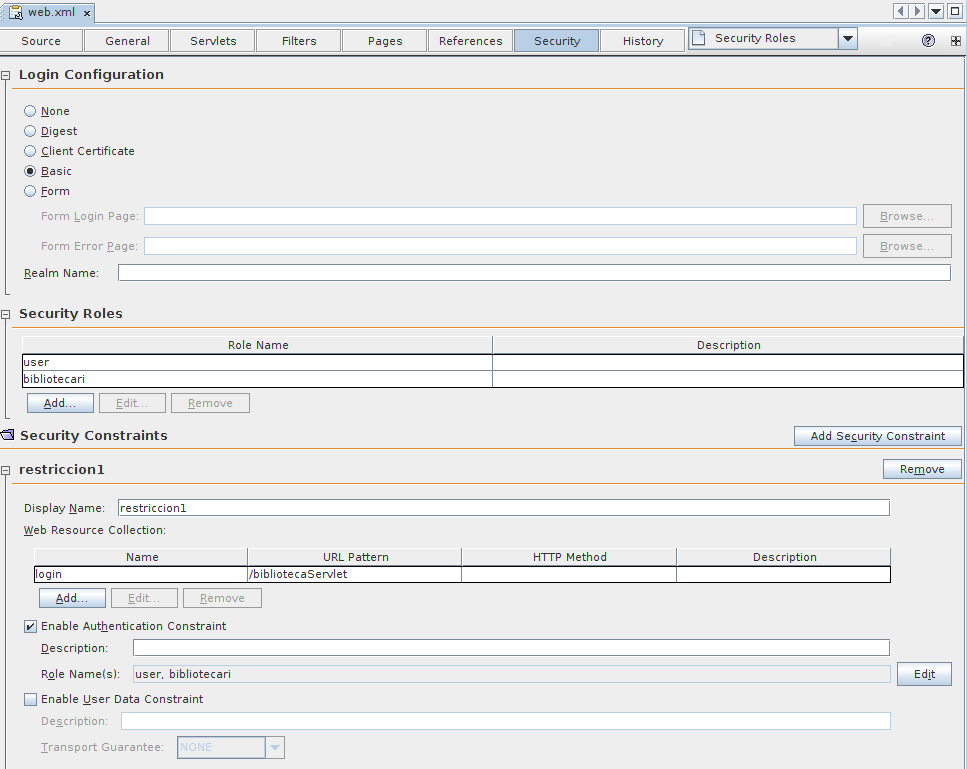 web.xml x
Source General Servlets Filters Pages References Security History Security Roles
Login Configuration
None
Digest
Client Certificate
Basic
Form
Form Login Page: Browse...
Form Error Page: Browse...
Realm Name:
Security Roles
Role Name Description
user
bibliotecari
Add... Edit... Remove
Security Constraints Add Security Constraint
restriccion1 Remove
Display Name: restriccion1
Web Resource Collection:
Name URL Pattern HTTP Method Description
login /bibliotecaServlet
Add... Edit... Remove
Enable Authentication Constraint
Description:
Role Name(s): user, bibliotecari Edit
Enable User Data Constraint
Description:
Transport Guarantee: NONE